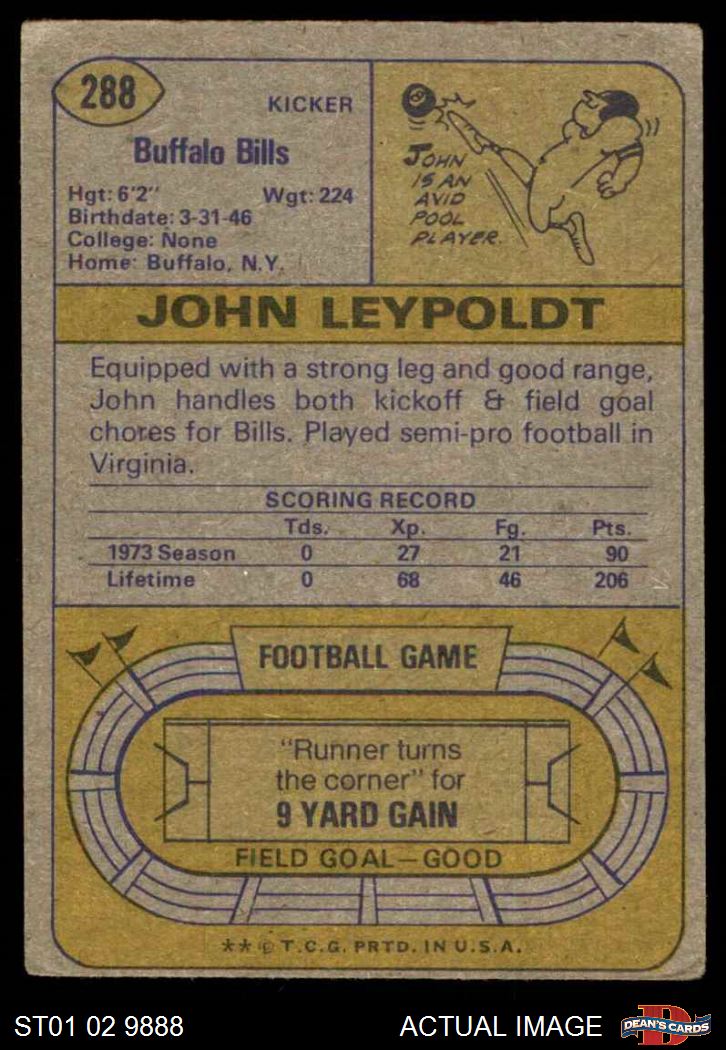 288
KICKER
Buffalo Bills
Hgt: 6'2" Wgt: 224
Birthdate: 3-31-46
College: None
Home: Buffalo, N.Y.
8
JOHN
IS AN
AVID
POOL
PLAYER.
JOHN LEYPOLDT
Equipped with a strong leg and good range,
John handles both kickoff & field goal
chores for Bills. Played semi-pro football in
Virginia.
SCORING RECORD
Tds. Xp. Fg. Pts.
1973 Season 0 27 21 90
Lifetime 0 68 46 206
FOOTBALL GAME
"Runner turns
the corner" for
9 YARD GAIN
FIELD GOAL—GOOD
** © T.C.G. PRTD. IN U.S.A.
ST01 02 9888 ACTUAL IMAGE
D
DEAN'S CARDS